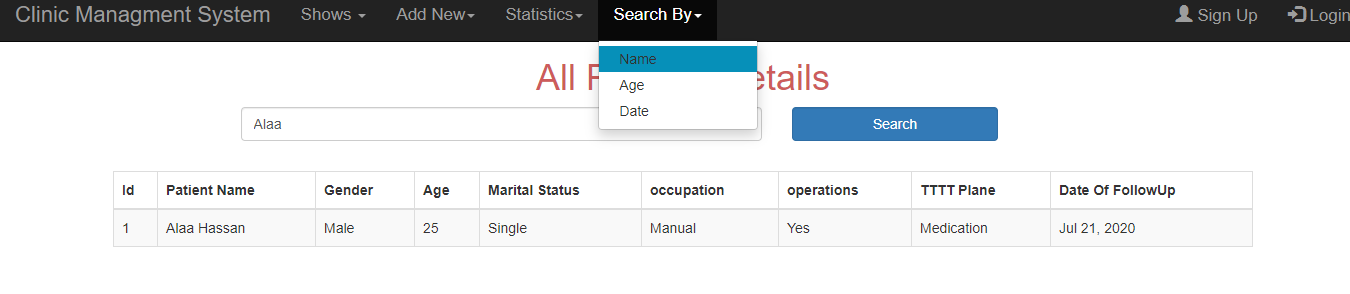 Clinic Managment System Shows Add New Statistics Search By Sign Up Login
Name
All etails
Age
Date
Alaa Search
Id Patient Name Gender Age Marital Status occupation operations TTTT Plane Date Of FollowUp
1 Alaa Hassan Male 25 Single Manual Yes Medication Jul 21, 2020